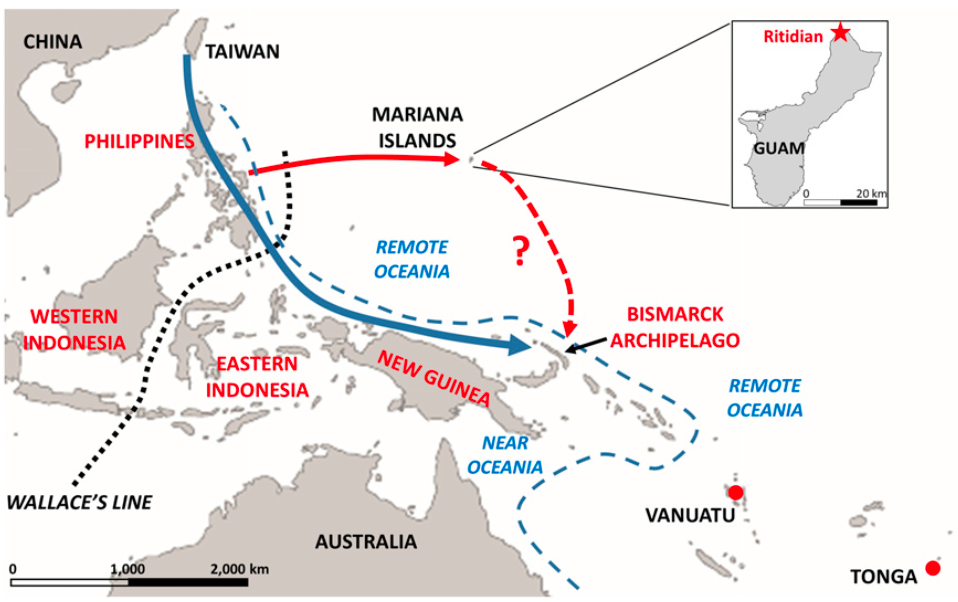 CHINA
TAIWAN
Ritidian
MARIANA
ISLANDS
PHILIPPINES
GUAM
0 20 km
REMOTE
OCEANIA
?
WESTERN
INDONESIA
BISMARCK
ARCHIPELAGO
EASTERN
INDONESIA
NEW GUINEA
REMOTE
OCEANIA
NEAR
OCEANIA
WALLACE'S LINE
VANUATU
AUSTRALIA
0 1,000 2,000 km
TONGA